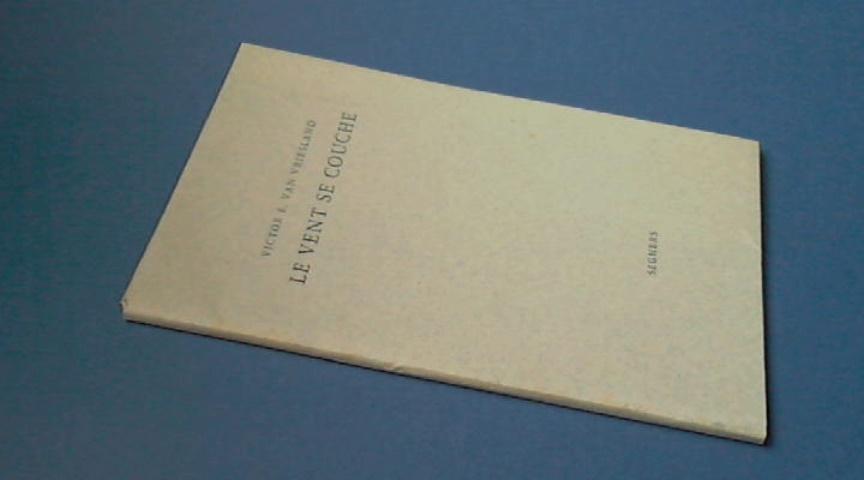 VICTOR E. VAN VRIESLAND
LE VENT SE COUCHE
SEGHERS